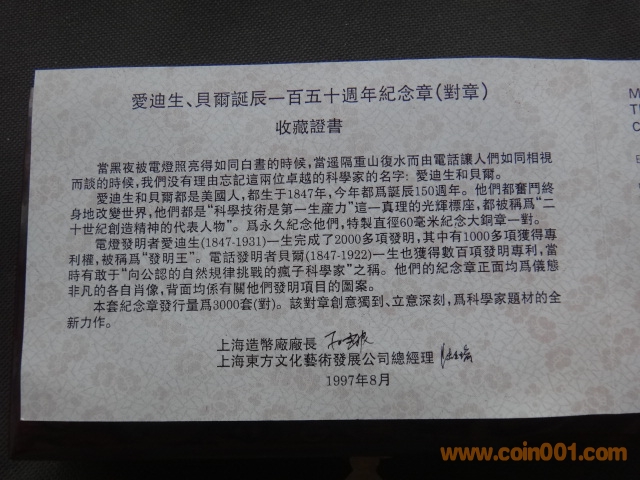 愛迪生、貝爾誕辰一百五十週年紀念章(對章)
收藏證書
當黑夜被電燈照亮得如同白晝的時候，當遥隔重山復水而由電話讓人們如同相視
而談的時候，我們没有理由忘記這兩位卓越的科學家的名字：愛迪生和貝爾。
愛迪生和貝爾都是美國人，都生于1847年，今年都爲誕辰150週年。他們都奮鬥終
身地改變世界，他們都是“科學技術是第一生産力”這一真理的光輝標座，都被稱爲“二
十世紀創造精神的代表人物”。爲永久紀念他們，特製直徑60毫米紀念大銅章一對。
電燈發明者愛迪生(1847-1931)一生完成了2000多項發明，其中有1000多項獲得專
利權，被稱爲“發明王”。電話發明者貝爾(1847-1922)一生也獲得數百項發明專利，當
時有敢于“向公認的自然規律挑戰的瘋子科學家”之稱。他們的紀念章正面均爲儀態
非凡的各自肖像，背面均係有關他們發明項目的圖案。
本套紀念章發行量爲3000套(對)。該對章創意獨到、立意深刻，爲科學家題材的全
新力作。
上海造幣廠廠長
上海東方文化藝術發展公司總經理
1997年8月
M
T
C
www.coin001.com